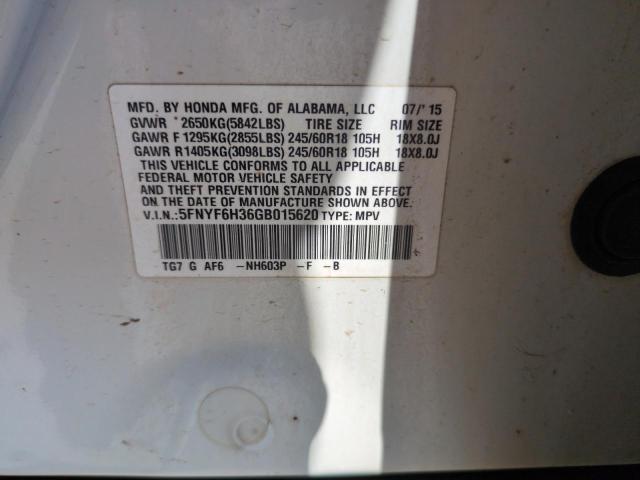 MFD. BY HONDA MFG. OF ALABAMA, LLC 07/'15
GVWR *2650KG(5842LBS) TIRE SIZE RIM SIZE
GAWR F 1295KG(2855LBS) 245/60R18 105H 18X8.0J
GAWR R1405KG(3098LBS) 245/60R18 105H 18X8.0J
THIS VEHICLE CONFORMS TO ALL APPLICABLE
FEDERAL MOTOR VEHICLE SAFETY
AND THEFT PREVENTION STANDARDS IN EFFECT
ON THE DATE OF MANUFACTURE SHOWN ABOVE.
V.I.N.: 5FNYF6H36GB015620 TYPE: MPV
TG7 G AF6 -NH603P -F -B